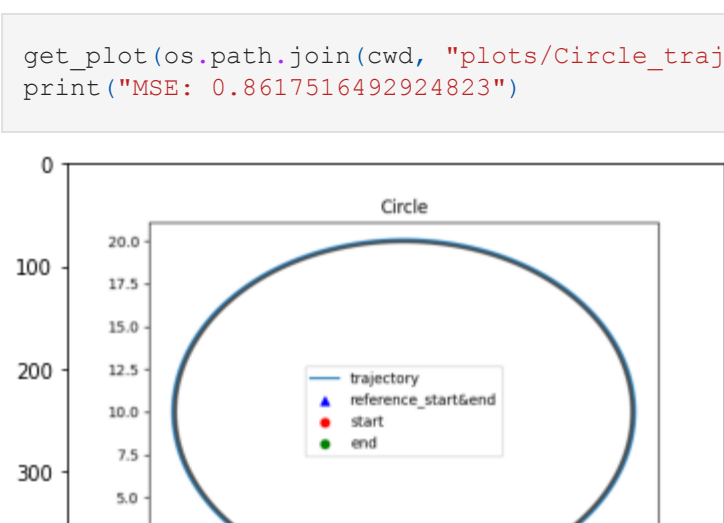 get_plot(os.path.join(cwd, "plots/Circle_traj
print("MSE: 0.8617516492924823")
0
Circle
20.0
100
17.5
15.0
200
12.5
trajectory
reference_start&end
10.0
start
end
7.5
300
5.0